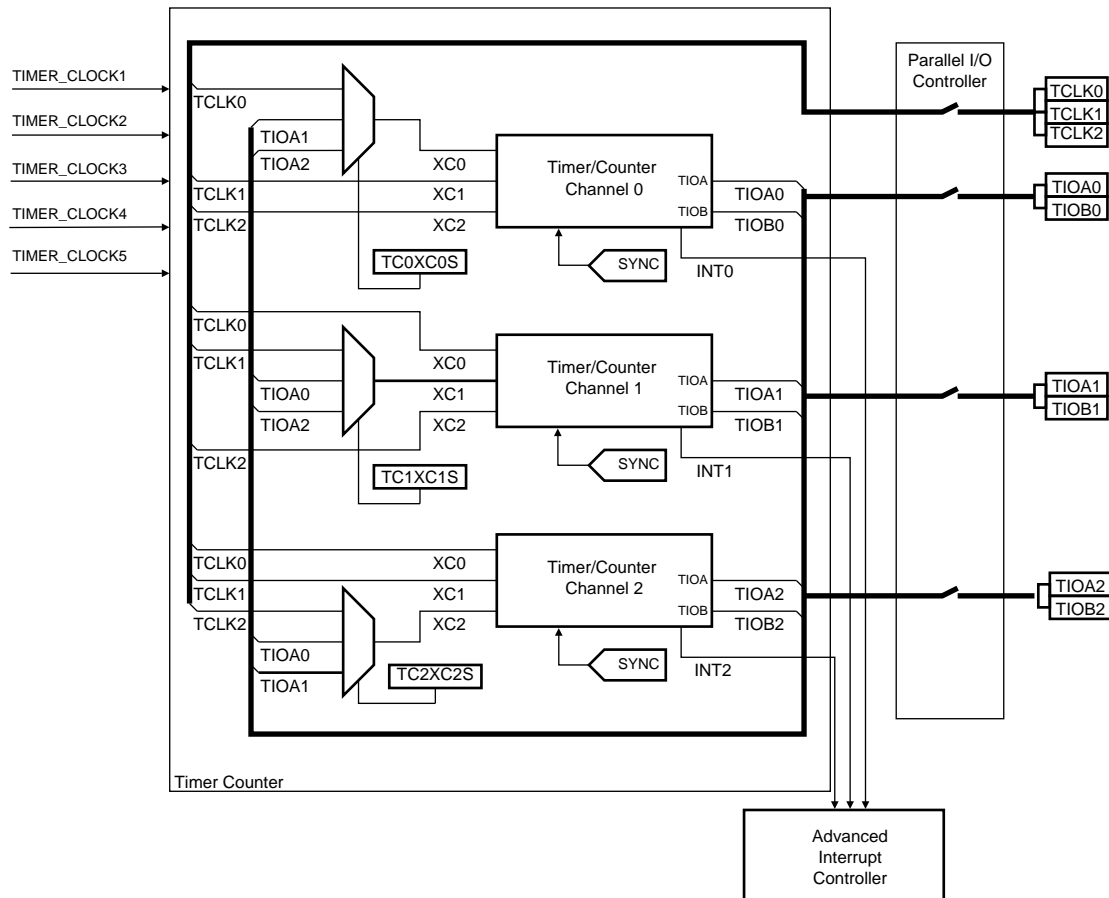 Parallel I/O
Controller
TIMER_CLOCK1
TCLK0
TCLK0
TCLK1
TCLK2
TIMER_CLOCK2
TIOA1
TIOA2
XC0
Timer/Counter
Channel 0
TIOA
TIOB
TIMER_CLOCK3
TCLK1
XC1
TIOA0
TIOA0
TIOB0
TIMER_CLOCK4
TCLK2
XC2
TIOB0
TIMER_CLOCK5
TC0XC0S
SYNC
INT0
TCLK0
TCLK1
XC0
Timer/Counter
Channel 1
TIOA
TIOB
TIOA0
XC1
TIOA1
TIOA1
TIOB1
TIOA2
XC2
TIOB1
TCLK2
TC1XC1S
SYNC
INT1
TCLK0
XC0
Timer/Counter
Channel 2
TIOA
TIOB
TCLK1
XC1
TIOA2
TIOA2
TIOB2
TCLK2
XC2
TIOB2
TIOA0
TIOA1
TC2XC2S
SYNC
INT2
Timer Counter
Advanced
Interrupt
Controller